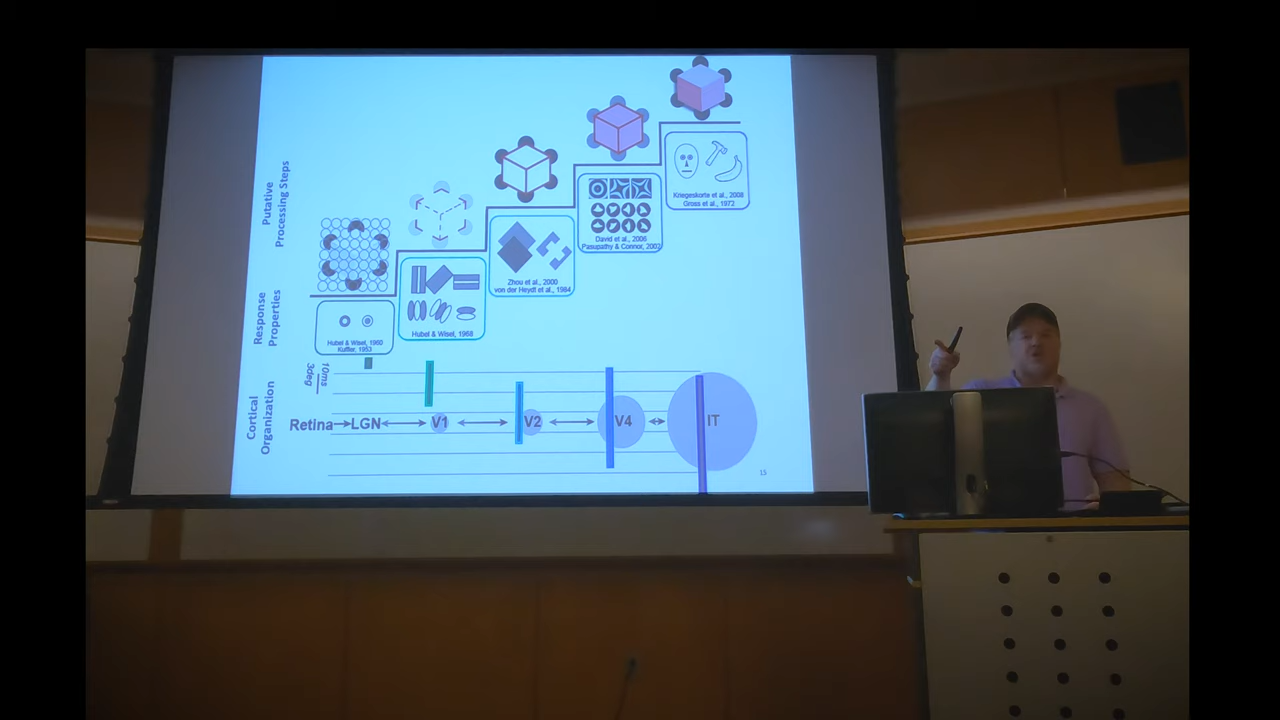 Putative
Processing Steps
Kriegeskorte et al., 2008
Gross et al., 1972
David et al., 2006
Pasupathy & Connor, 2002
Zhou et al., 2000
von der Heydt et al., 1984
Response
Properties
Hubel & Wisel, 1968
Hubel & Wisel, 1960
Kuffler, 1953
10ms
3deg
Cortical
Organization
Retina LGN V1 V2 V4 IT
15